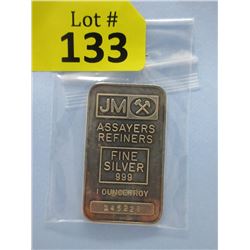 Lot #
133
JM
ASSAYERS
REFINERS
FINE
SILVER
999
1 OUNCE TROY